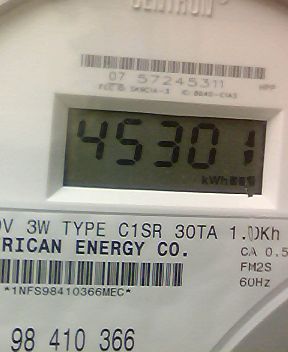 CENTRON
07 57245311
45301
kWh
3W TYPE C1SR 30TA 1.0Kh
RICAN ENERGY CO.
CA 0.5
FM2S
60Hz
*1NFS98410366MEC*
98 410 366